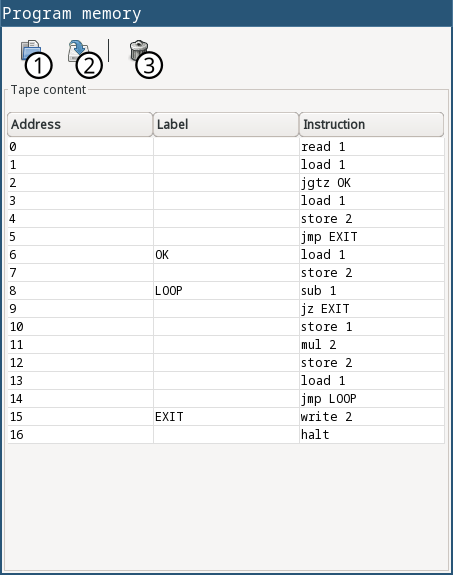 Program memory
1 2 3
Tape content
Address Label Instruction
0 read 1
1 load 1
2 jgtz OK
3 load 1
4 store 2
5 jmp EXIT
6 OK load 1
7 store 2
8 LOOP sub 1
9 jz EXIT
10 store 1
11 mul 2
12 store 2
13 load 1
14 jmp LOOP
15 EXIT write 2
16 halt